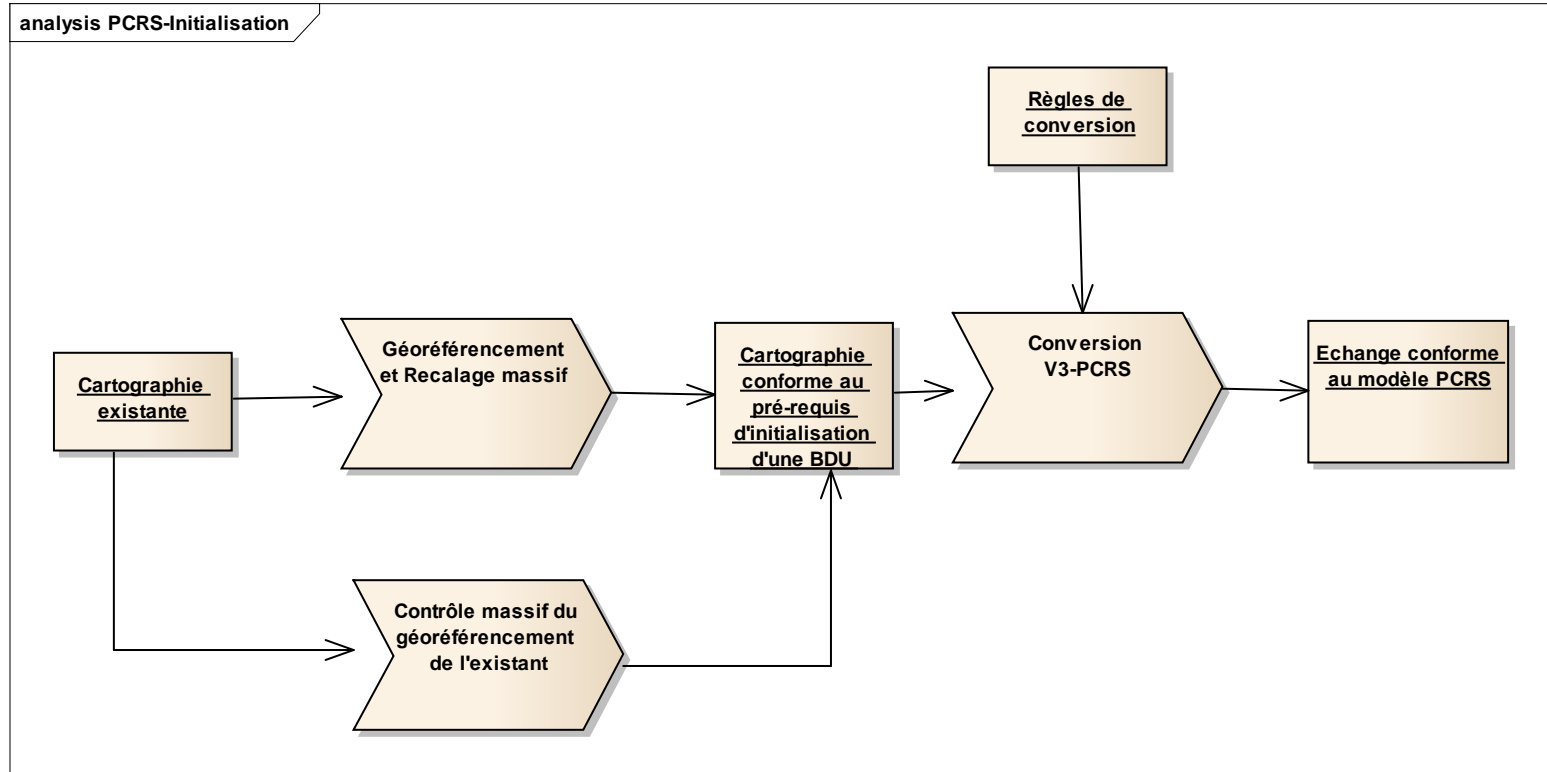 analysis PCRS-Initialisation
Règles de
conversion
Cartographie
existante
Géoréférencement
et Recalage massif
Cartographie
conforme au
pré-requis
d'initialisation
d'une BDU
Conversion
V3-PCRS
Echange conforme
au modèle PCRS
Contrôle massif du
géoréférencement
de l'existant